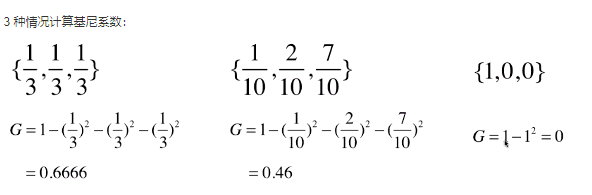 3 种情况计算基尼系数：
{1/3, 1/3, 1/3}
G = 1 − (1/3)² − (1/3)² − (1/3)²
= 0.6666
{1/10, 2/10, 7/10}
G = 1 − (1/10)² − (2/10)² − (7/10)²
= 0.46
{1,0,0}
G = 1 − 1² = 0